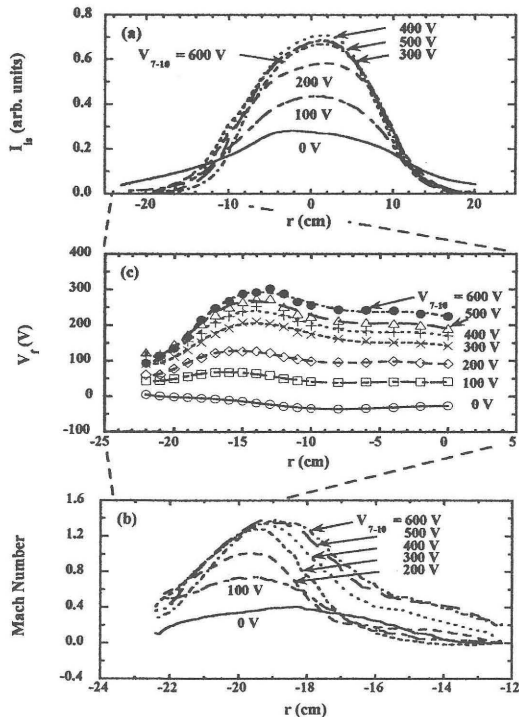 (a)
V7-10 = 600 V
400 V
500 V
300 V
200 V
100 V
0 V
Iis (arb. units)
0.8
0.6
0.4
0.2
0.0
-20
-10
0
10
20
r (cm)
(c)
V7-10 = 600 V
500 V
400 V
300 V
200 V
100 V
0 V
Vf (V)
400
300
200
100
0
-100
-25
-20
-15
-10
-5
0
5
r (cm)
(b)
V7-10 = 600 V
500 V
400 V
300 V
200 V
100 V
0 V
Mach Number
1.6
1.2
0.8
0.4
0.0
-0.4
-24
-22
-20
-18
-16
-14
-12
r (cm)